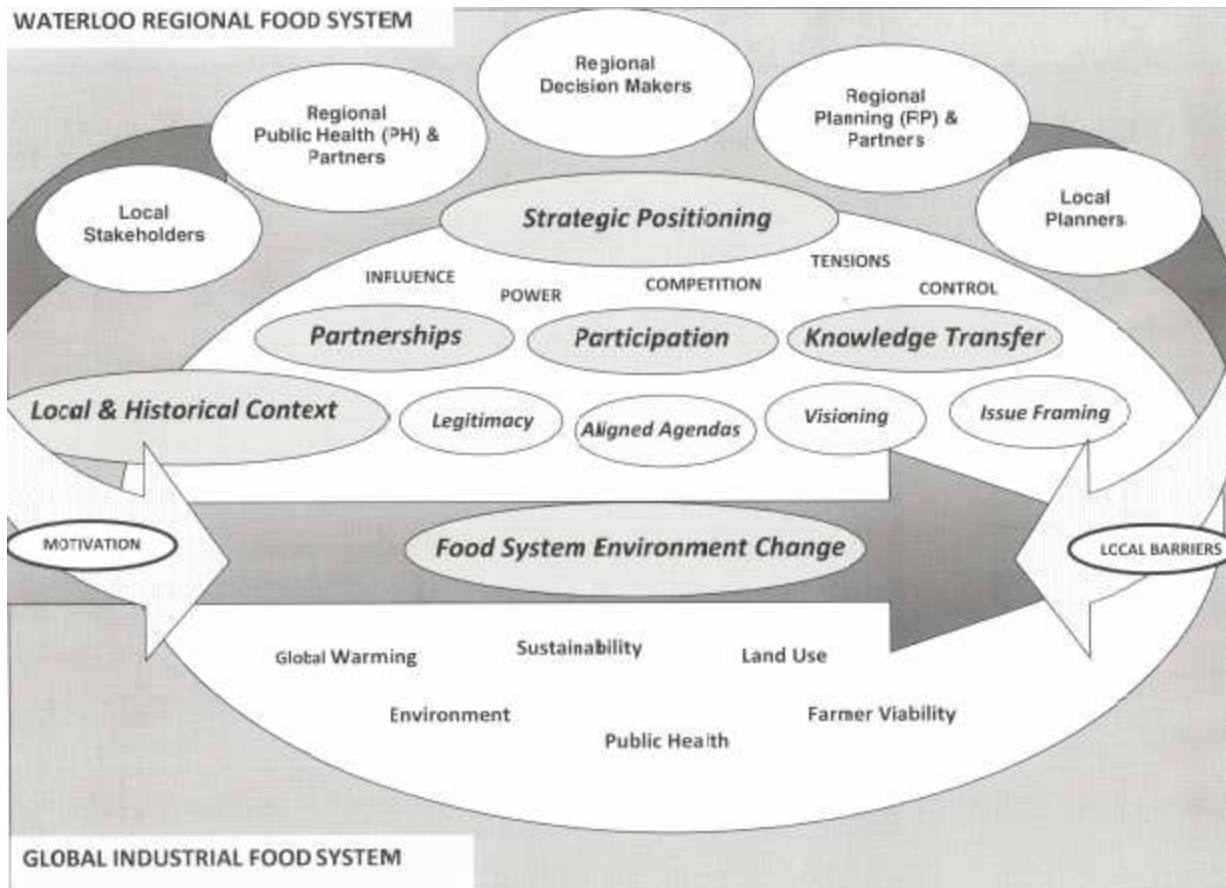 WATERLOO REGIONAL FOOD SYSTEM
Regional
Decision Makers
Regional
Public Health (PH) &
Partners
Regional
Planning (RP) &
Partners
Local
Stakeholders
Local
Planners
Strategic Positioning
INFLUENCE
POWER
COMPETITION
TENSIONS
CONTROL
Partnerships
Participation
Knowledge Transfer
Local & Historical Context
Legitimacy
Aligned Agendas
Visioning
Issue Framing
MOTIVATION
Food System Environment Change
LOCAL BARRIERS
Global Warming
Sustainability
Land Use
Environment
Public Health
Farmer Viability
GLOBAL INDUSTRIAL FOOD SYSTEM